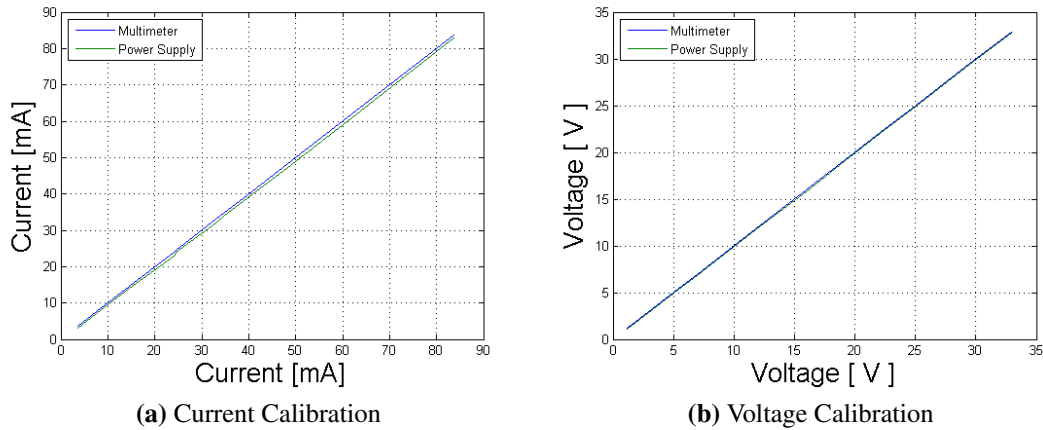 90
80
70
60
50
40
30
20
10
0
Current [mA]
Multimeter
Power Supply
0 10 20 30 40 50 60 70 80 90
Current [mA]
(a) Current Calibration
35
30
25
20
15
10
5
0
Voltage [ V ]
Multimeter
Power Supply
0 5 10 15 20 25 30 35
Voltage [ V ]
(b) Voltage Calibration